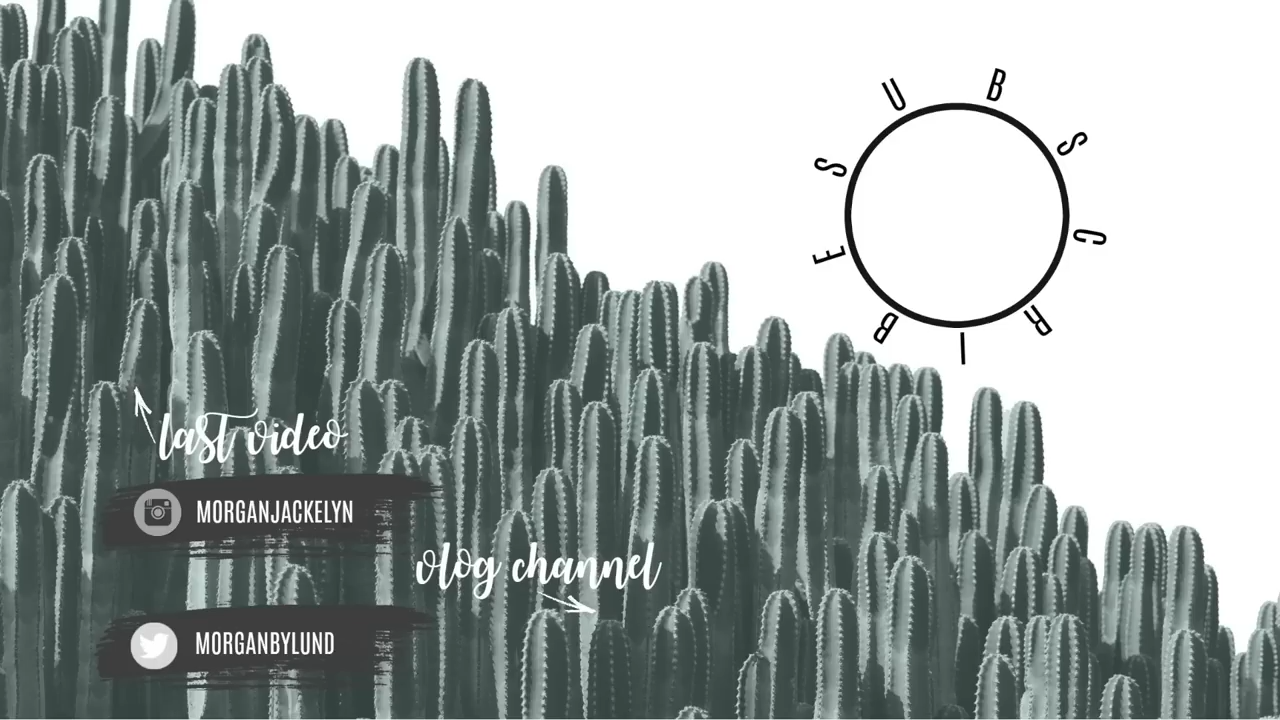 SUBSCRIBE
last video
MORGANJACKELYN
vlog channel
MORGANBYLUND